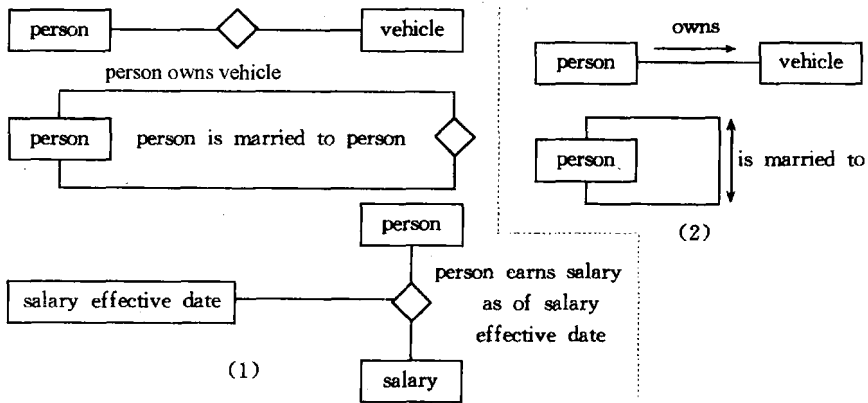 person
vehicle
person owns vehicle
person
person is married to person
person
salary effective date
person earns salary
as of salary
effective date
salary
(1)
owns
person
vehicle
person
is married to
(2)